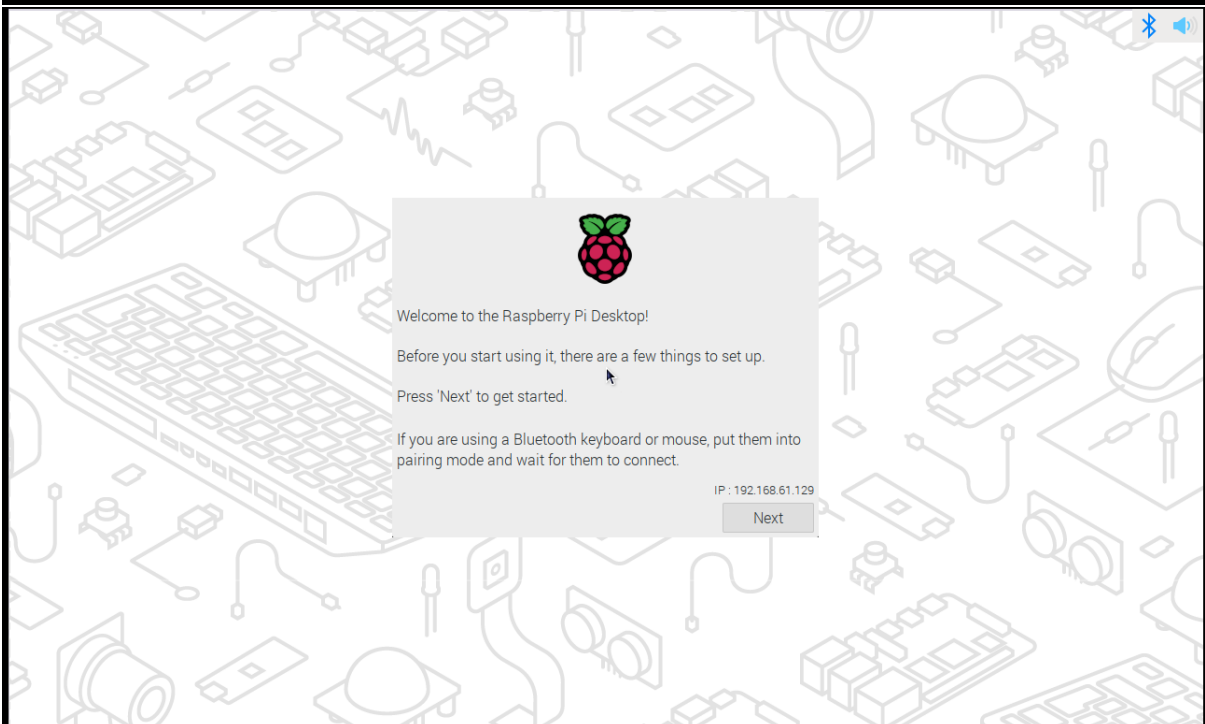 Welcome to the Raspberry Pi Desktop!
Before you start using it, there are a few things to set up.
Press 'Next' to get started.
If you are using a Bluetooth keyboard or mouse, put them into
pairing mode and wait for them to connect.
IP : 192.168.61.129
Next